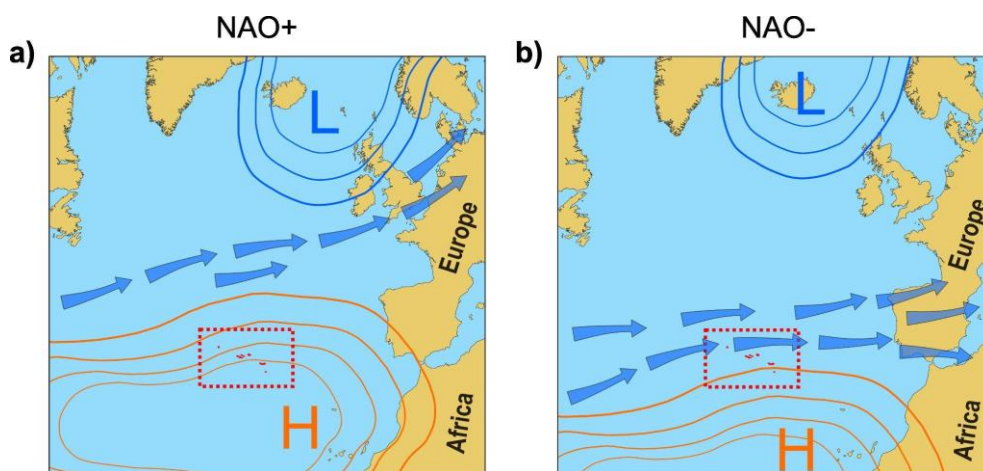 NAO+
a)
L
Europe
H
Africa
NAO-
b)
L
Europe
H
Africa